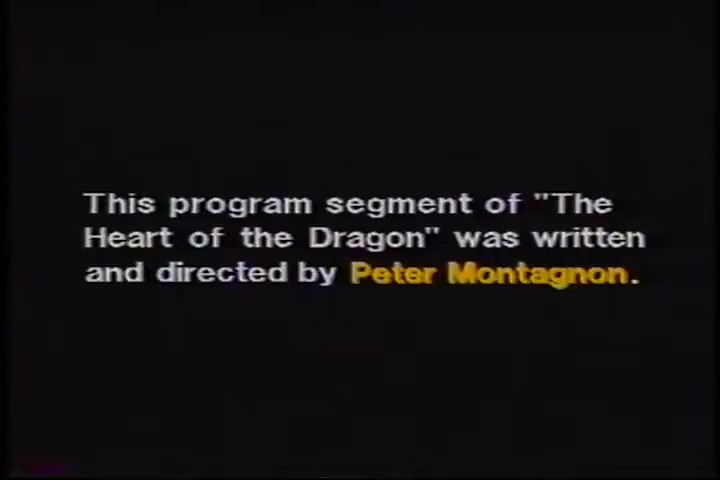 This program segment of "The
Heart of the Dragon" was written
and directed by Peter Montagnon.